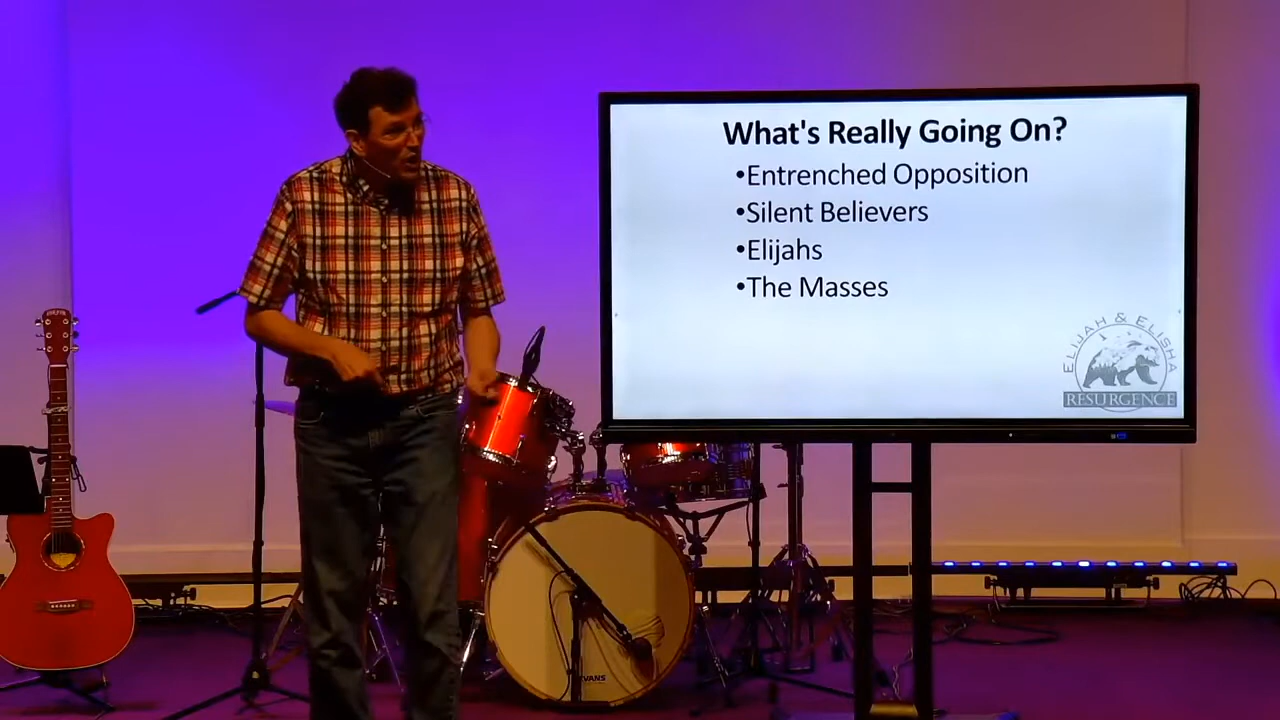 What's Really Going On?
•Entrenched Opposition
•Silent Believers
•Elijahs
•The Masses
ELIJAH & ELISHA
RESURGENCE
EVANS